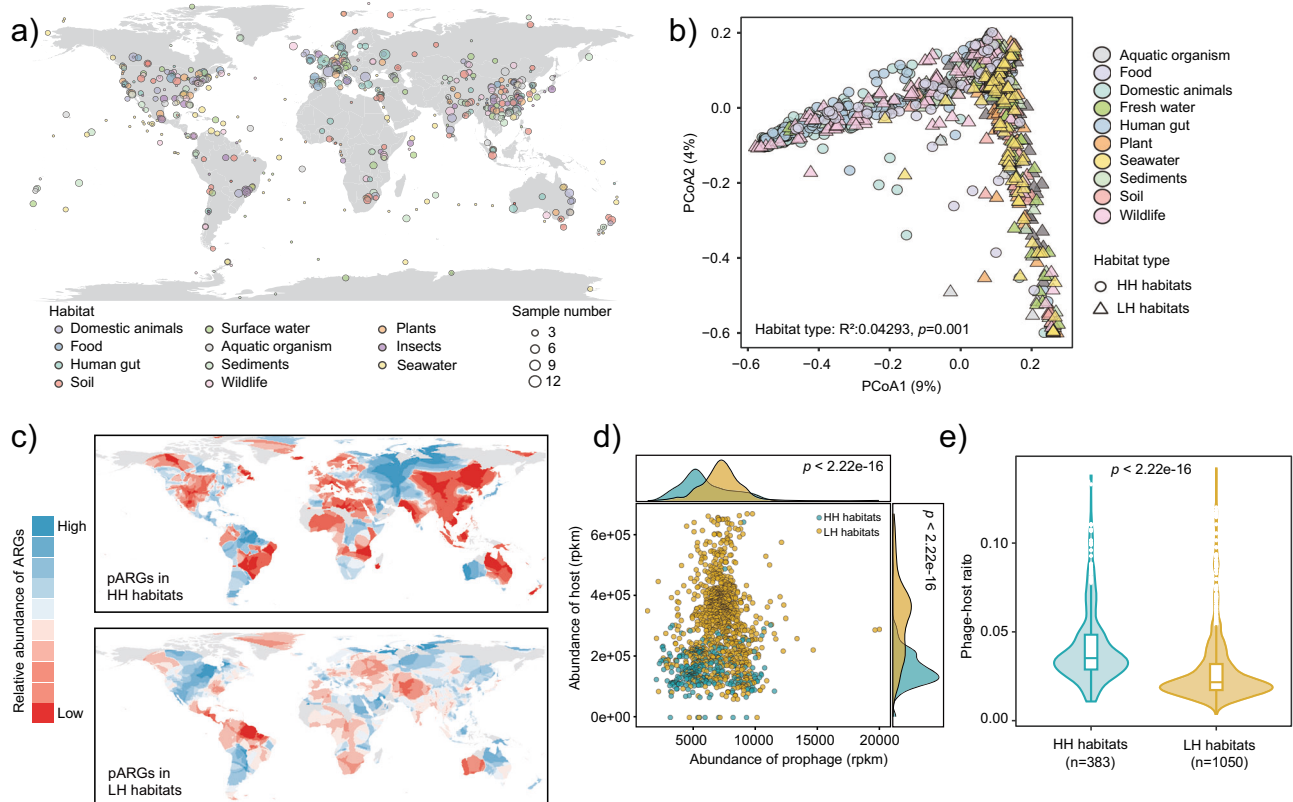 a)
Habitat
Domestic animals
Food
Human gut
Soil
Surface water
Aquatic organism
Sediments
Wildlife
Plants
Insects
Seawater
Sample number
3
6
9
12
b)
0.2
0.0
−0.2
−0.4
−0.6
PCoA2 (4%)
Habitat type: R²:0.04293, p=0.001
−0.6 −0.4 −0.2 0.0 0.2
PCoA1 (9%)
Aquatic organism
Food
Domestic animals
Fresh water
Human gut
Plant
Seawater
Sediments
Soil
Wildlife
Habitat type
HH habitats
LH habitats
c)
Relative abundance of ARGs
High
Low
pARGs in
HH habitats
pARGs in
LH habitats
d)
p < 2.22e-16
p < 2.22e-16
HH habitats
LH habitats
6e+05
4e+05
2e+05
0e+00
Abundance of host (rpkm)
5000 10000 15000 20000
Abundance of prophage (rpkm)
e)
p < 2.22e-16
0.10
0.05
0.00
Phage-host ratio
HH habitats
(n=383)
LH habitats
(n=1050)